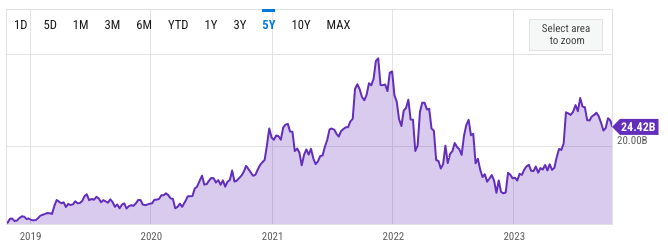 1D 5D 1M 3M 6M YTD 1Y 3Y 5Y 10Y MAX
Select area
to zoom
24.42B
20.00B
2019 2020 2021 2022 2023